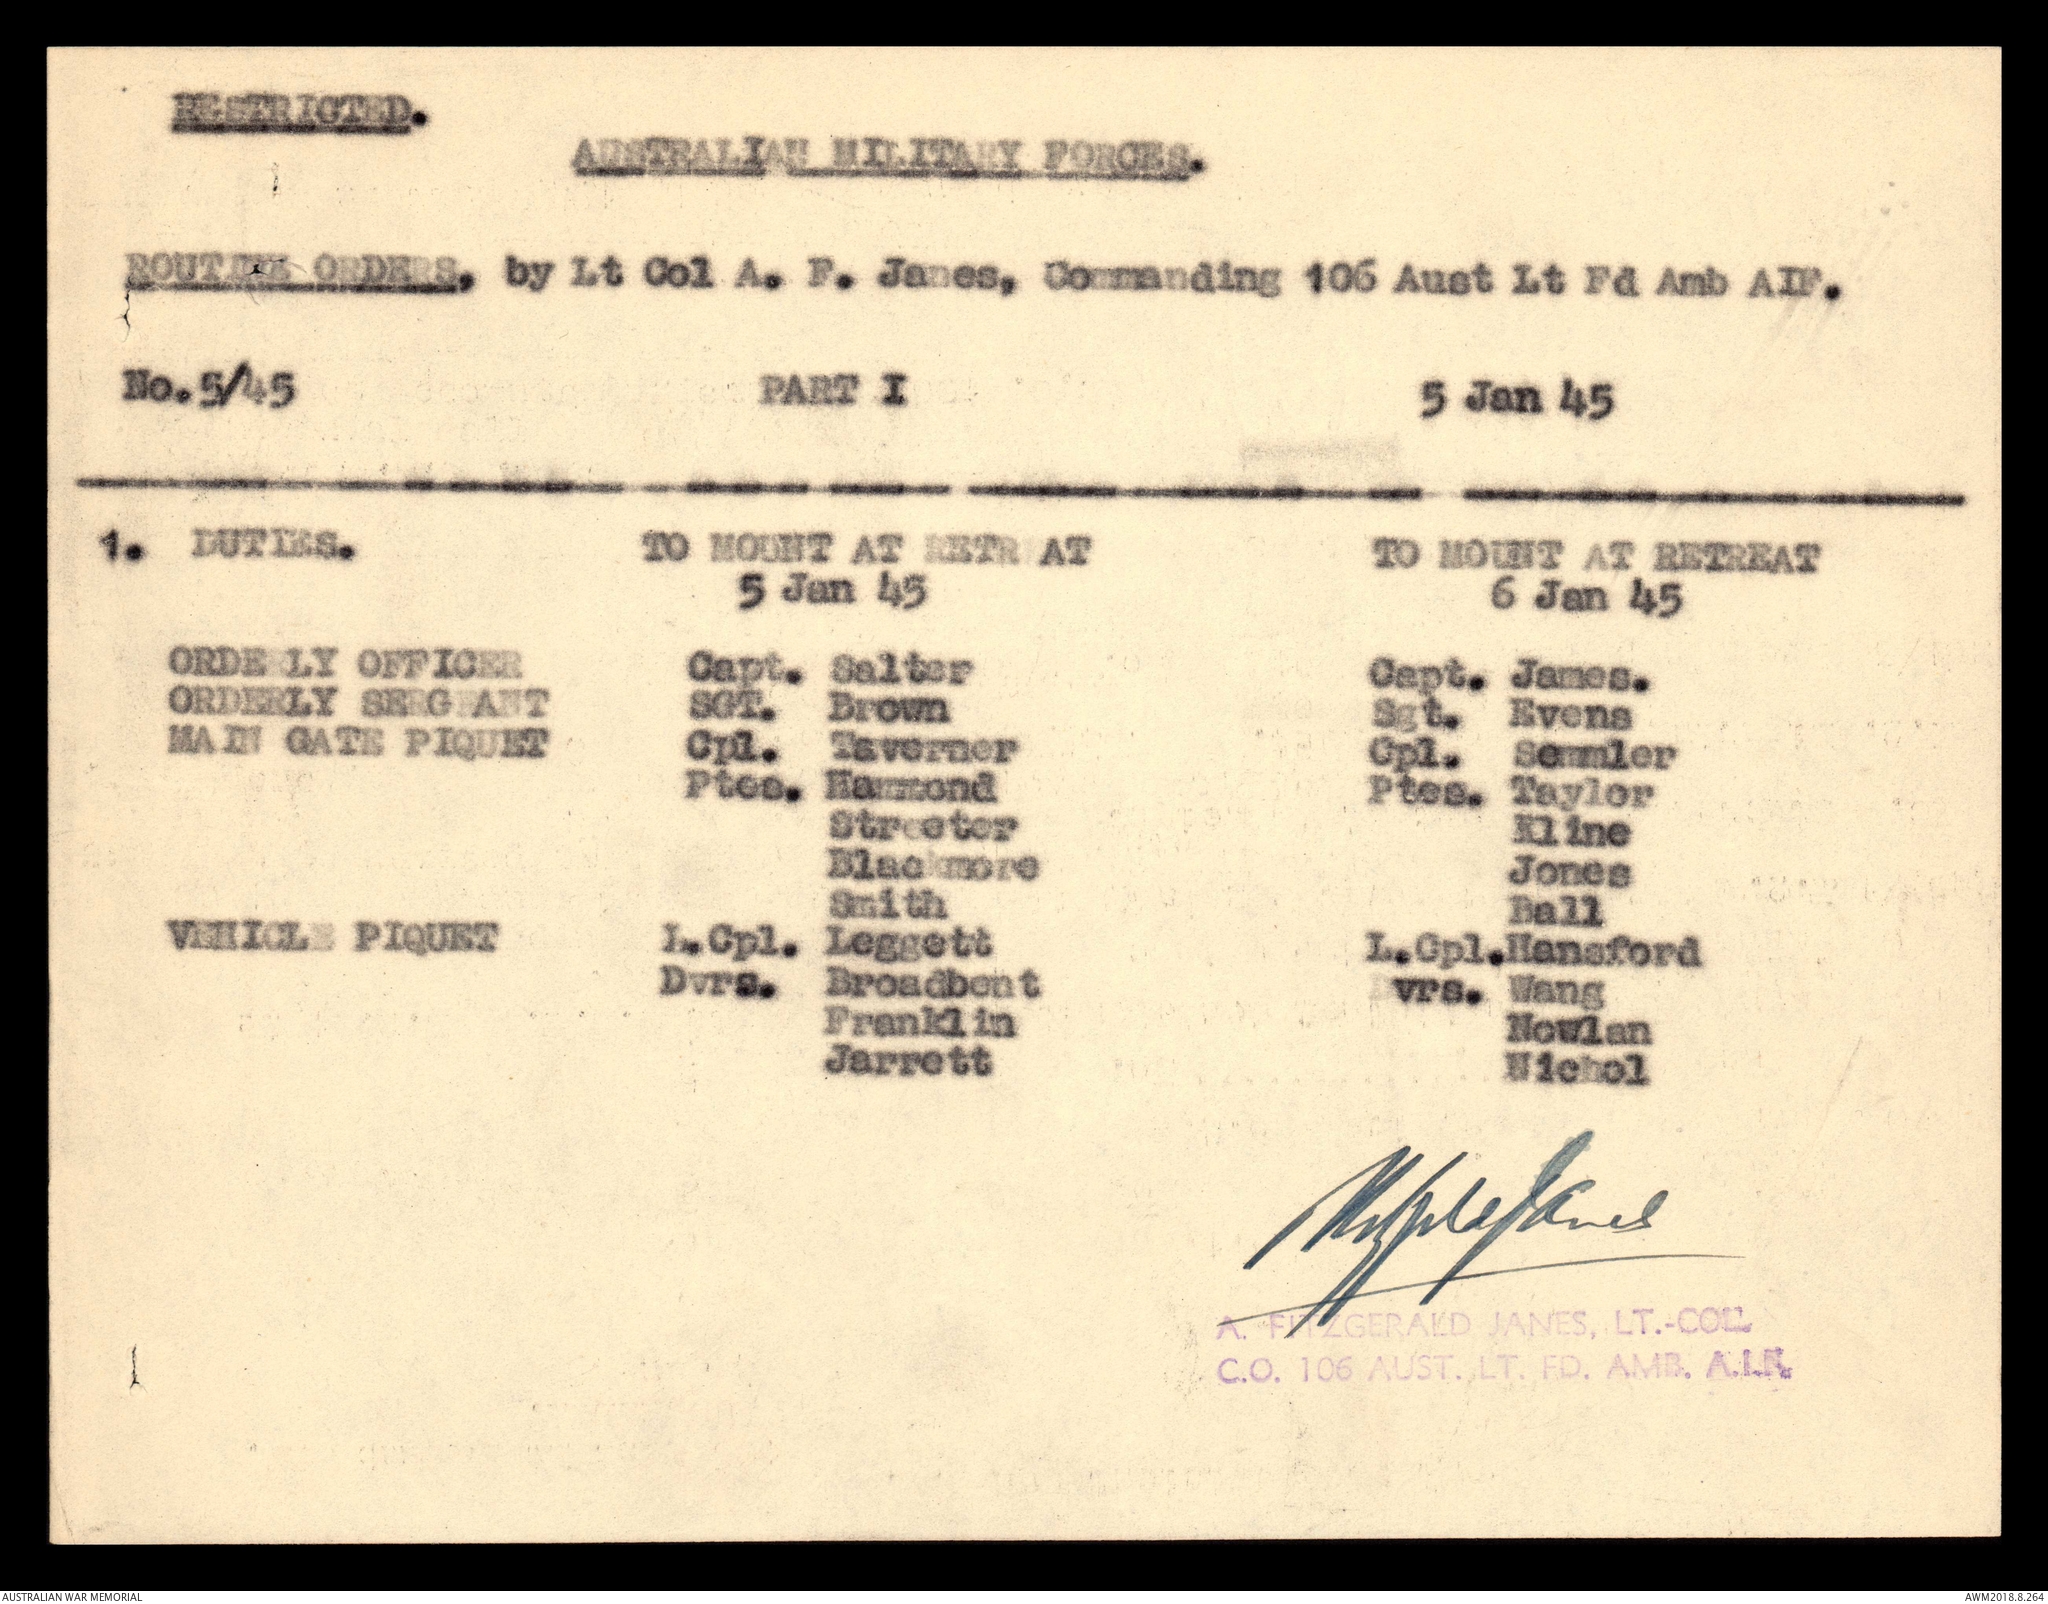 RESTRICTED.
AUSTRALIAN MILITARY FORCES.
ROUTINE ORDERS, by Lt Col A. F. Janes, Commanding 106 Aust Lt Fd Amb AIF.
No.5/45 PART I 5 Jan 45
1. DUTIES. TO MOUNT AT RETREAT TO MOUNT AT RETREAT
5 Jan 45 6 Jan 45
ORDERLY OFFICER Capt. Salter Capt. James.
ORDERLY SERGEANT SGT. Brown Sgt. Evens
MAIN GATE PIQUET Cpl. Taverner Cpl. Semmler
Ptes. Hammond Ptes. Taylor
Streeter Kline
Blackmore Jones
Smith Ball
VEHICLE PIQUET L.Cpl. Leggett L.Cpl.Hansford
Dvrs. Broadbent Dvrs. Wang
Franklin Nowlan
Jarrett Nichol
A. FITZGERALD JANES, LT.-COL.
C.O. 106 AUST. LT. FD. AMB. A.I.F.
AUSTRALIAN WAR MEMORIAL AWM2018.8.264